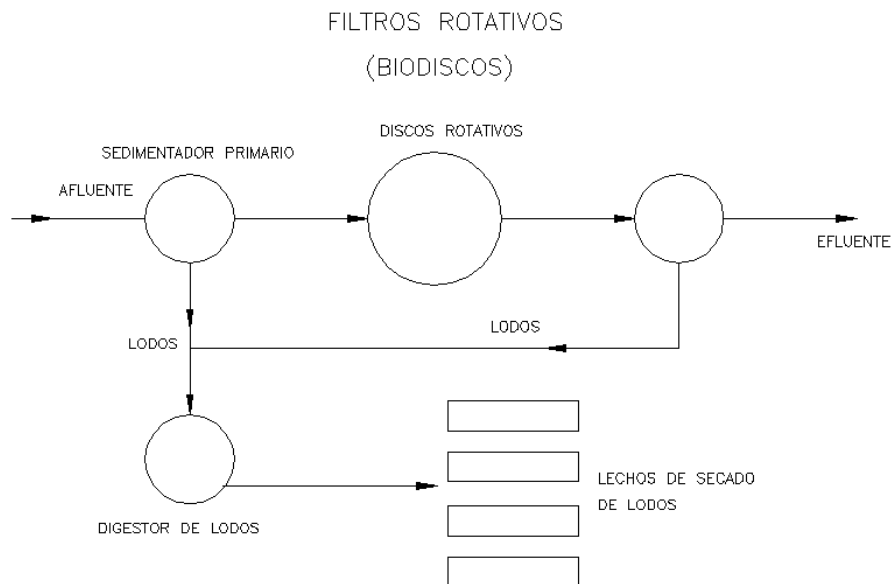 FILTROS ROTATIVOS
(BIODISCOS)
DISCOS ROTATIVOS
SEDIMENTADOR PRIMARIO
AFLUENTE
EFLUENTE
LODOS
LODOS
LECHOS DE SECADO
DE LODOS
DIGESTOR DE LODOS